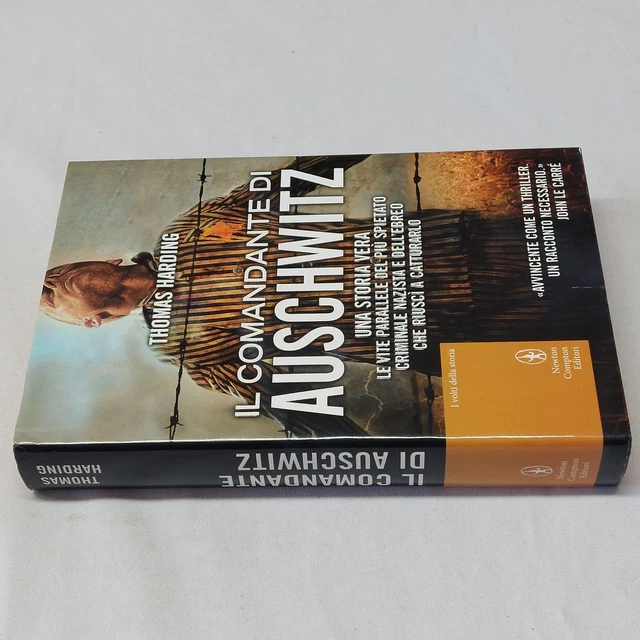 THOMAS HARDING
IL COMANDANTE DI
AUSCHWITZ
UNA STORIA VERA
LE VITE PARALLELE DEL PIÙ SPIETATO
CRIMINALE NAZISTA E DELL'EBREO
CHE RIUSCÌ A CATTURARLO
«AVVINCENTE COME UN THRILLER.
UN RACCONTO NECESSARIO.»
JOHN LE CARRÉ
I volti della storia
Newton
Compton
Editori
THOMAS
HARDING
IL COMANDANTE
DI AUSCHWITZ
Newton
Compton
Editori